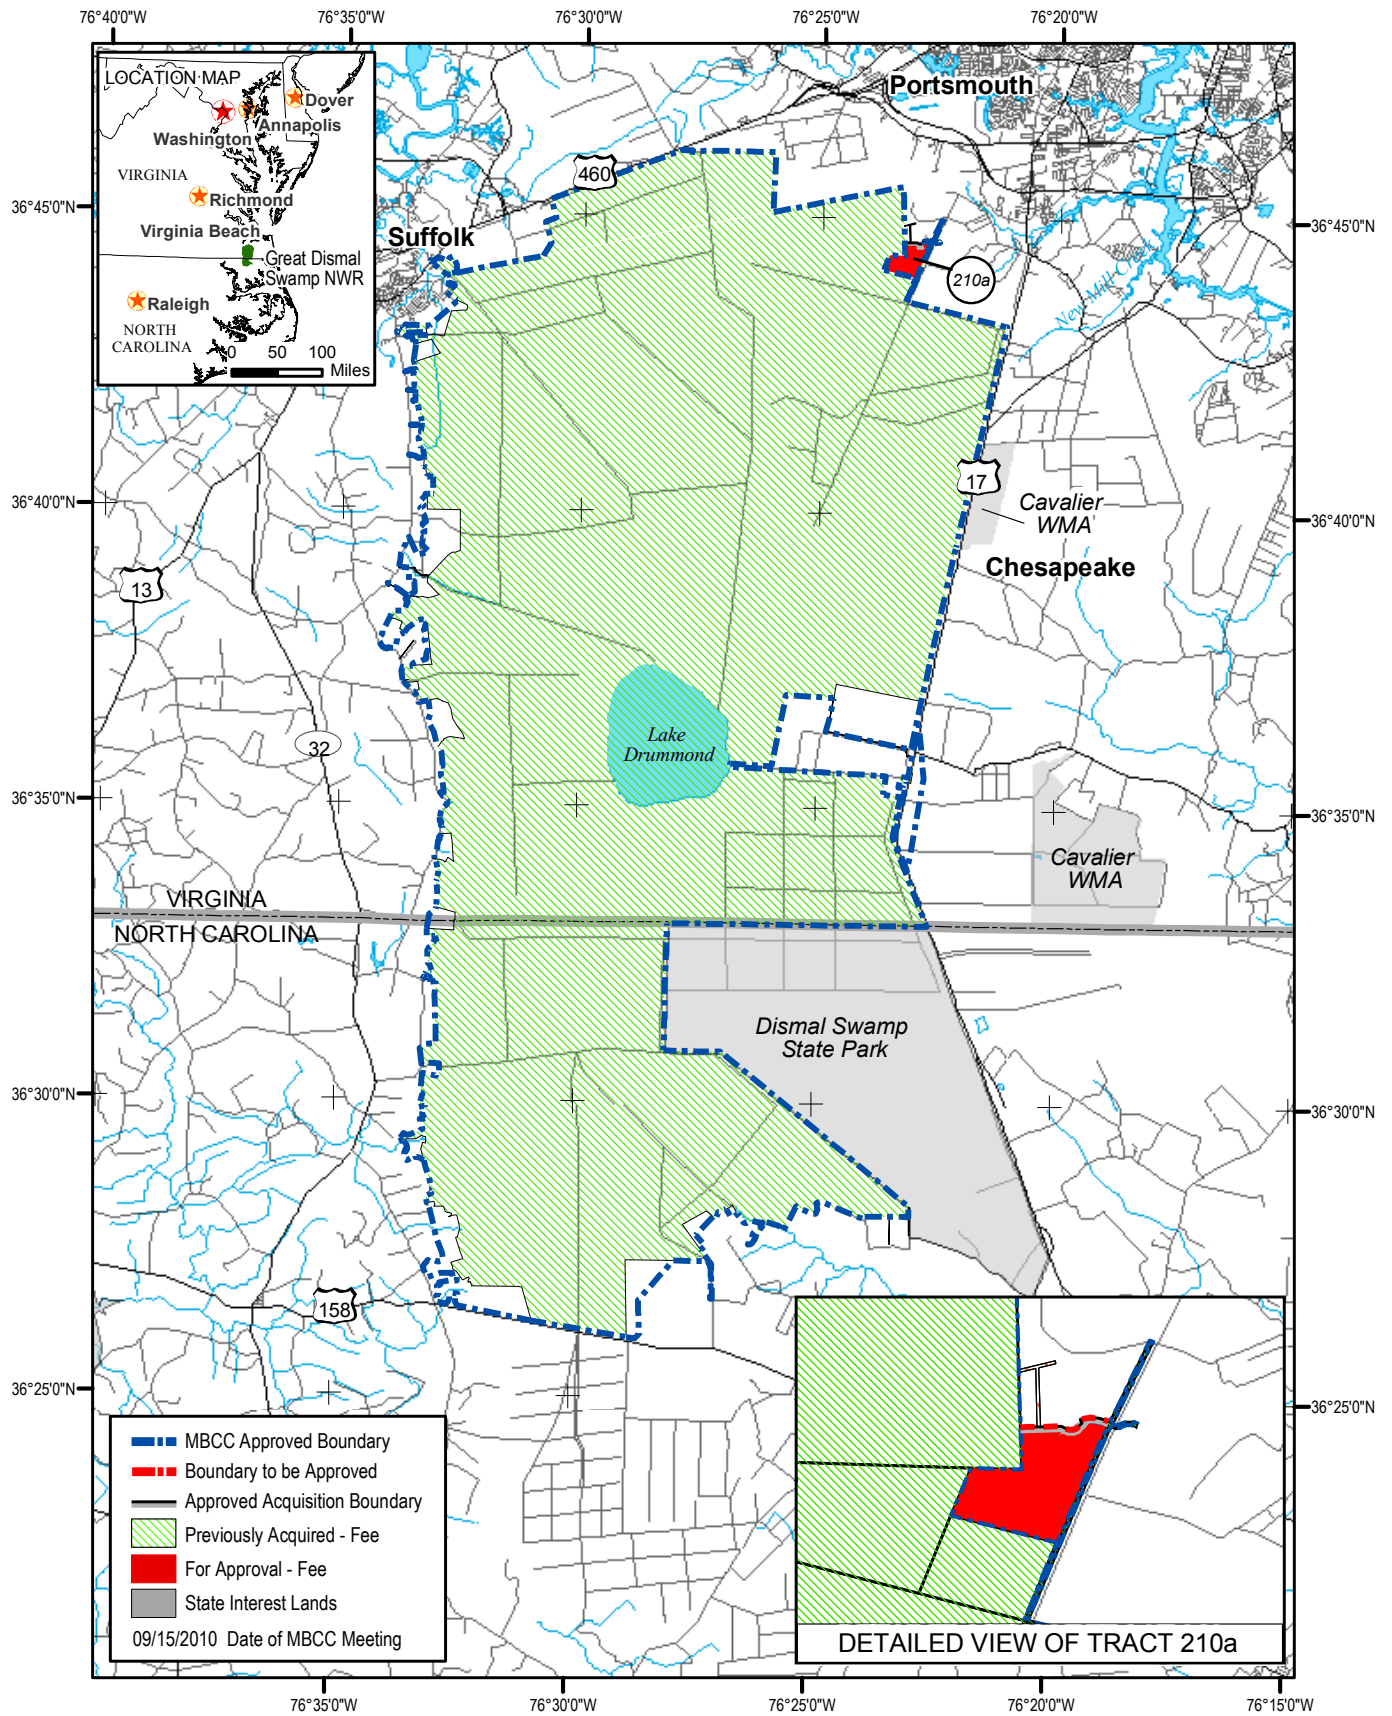 76°40'0"W 76°35'0"W 76°30'0"W 76°25'0"W 76°20'0"W
LOCATION MAP
Dover
Annapolis
Washington
VIRGINIA
Richmond
Virginia Beach
Great Dismal
Swamp NWR
Raleigh
NORTH
CAROLINA
0 50 100
Miles
Portsmouth
460
36°45'0"N
36°45'0"N
Suffolk
210a
New Mill Creek
36°40'0"N
36°40'0"N
17
Cavalier
WMA
Chesapeake
13
Lake
Drummond
32
36°35'0"N
36°35'0"N
Cavalier
WMA
VIRGINIA
NORTH CAROLINA
Dismal Swamp
State Park
36°30'0"N
36°30'0"N
158
36°25'0"N
36°25'0"N
MBCC Approved Boundary
Boundary to be Approved
Approved Acquisition Boundary
Previously Acquired - Fee
For Approval - Fee
State Interest Lands
09/15/2010 Date of MBCC Meeting
DETAILED VIEW OF TRACT 210a
76°35'0"W 76°30'0"W 76°25'0"W 76°20'0"W 76°15'0"W